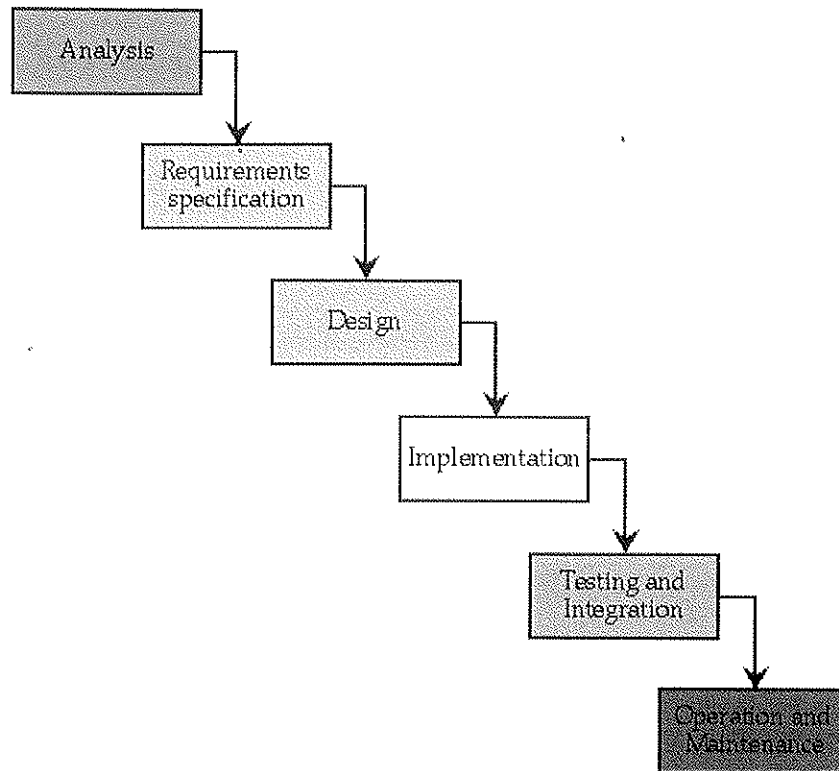 Analysis
Requirements
specification
Design
Implementation
Testing and
Integration
Operation and
Maintenance